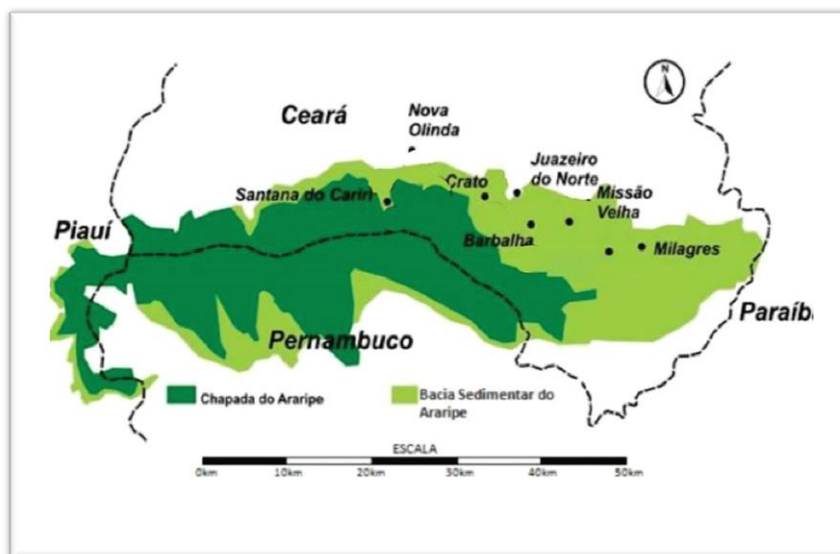 N
Ceará
Nova
Olinda
Juazeiro
do Norte
Crato
Santana do Cariri
Missão
Velha
Piauí
Barbalha
Milagres
Paraíb
Pernambuco
Chapada do Araripe
Bacia Sedimentar do
Araripe
ESCALA
0km 10km 20km 30km 40km 50km